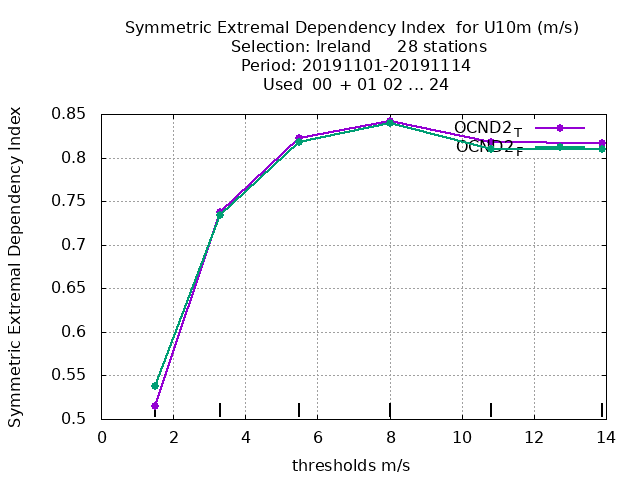 Symmetric Extremal Dependency Index for U10m (m/s)
Selection: Ireland 28 stations
Period: 20191101-20191114
Used 00 + 01 02 ... 24
Symmetric Extremal Dependency Index
0.85
0.8
0.75
0.7
0.65
0.6
0.55
0.5
OCND2T
OCND2F
0 2 4 6 8 10 12 14
thresholds m/s